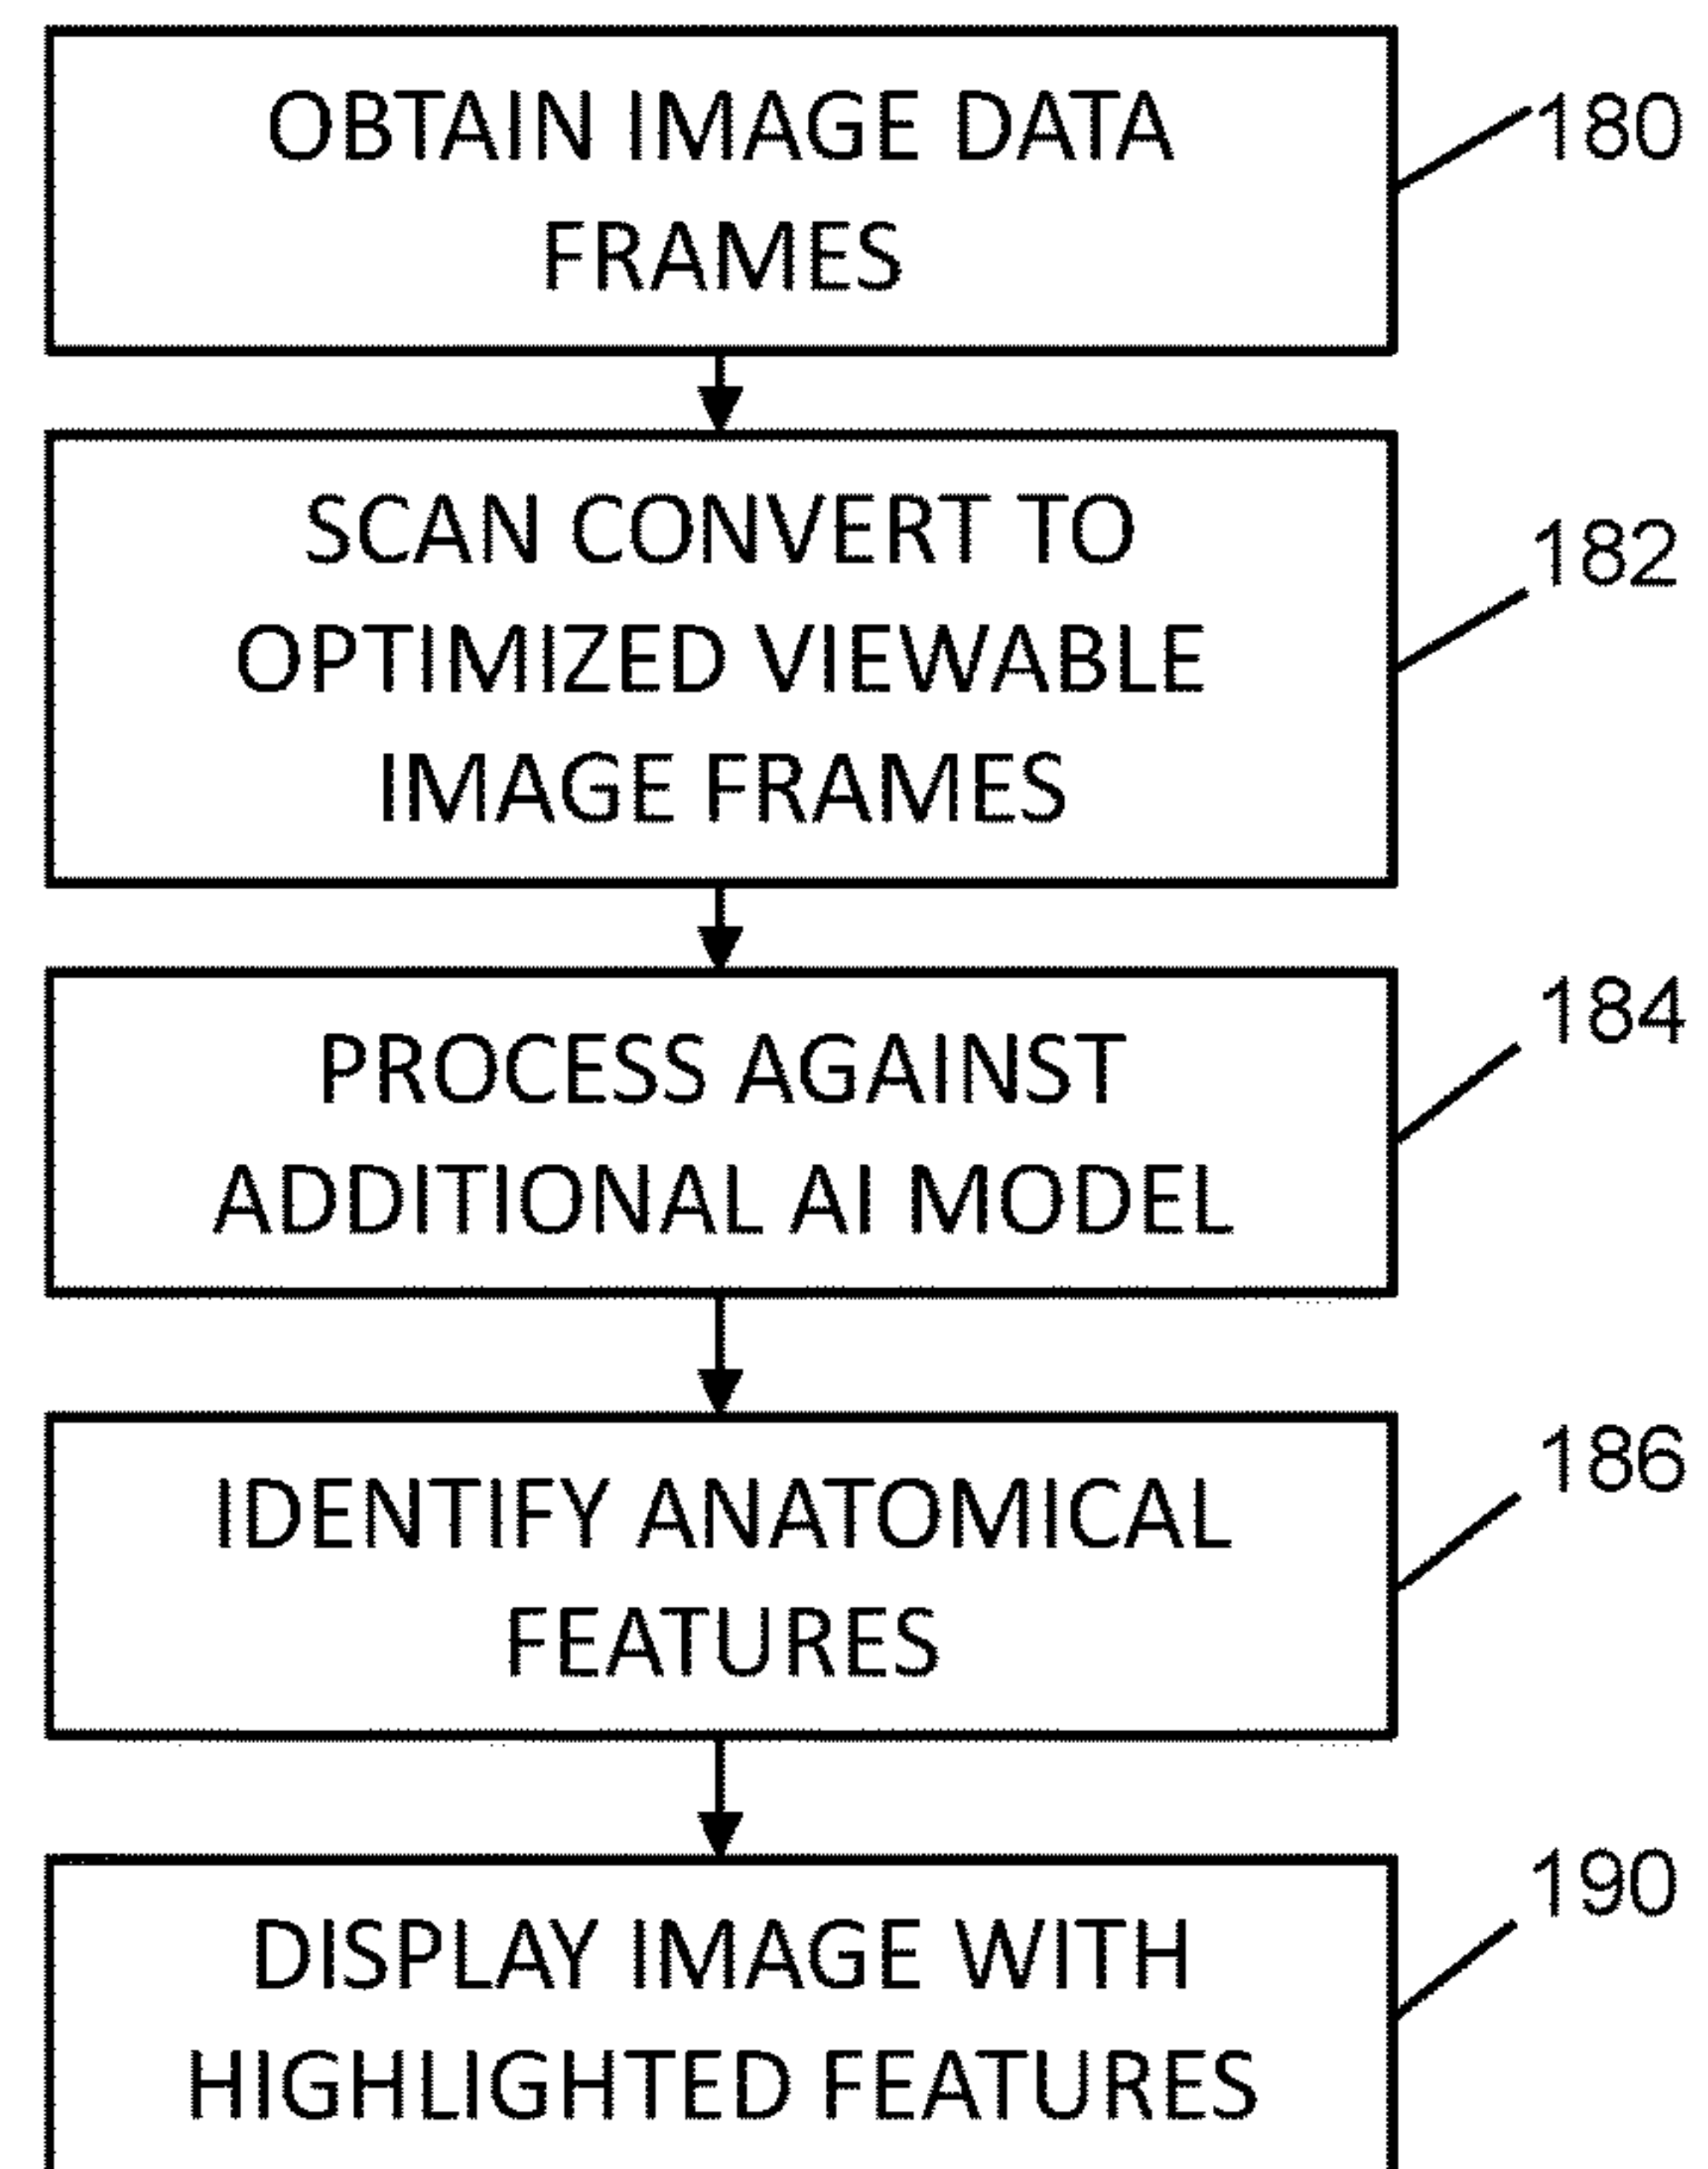 OBTAIN IMAGE DATA
FRAMES
180
SCAN CONVERT TO
OPTIMIZED VIEWABLE
IMAGE FRAMES
182
PROCESS AGAINST
ADDITIONAL AI MODEL
184
IDENTIFY ANATOMICAL
FEATURES
186
DISPLAY IMAGE WITH
HIGHLIGHTED FEATURES
190